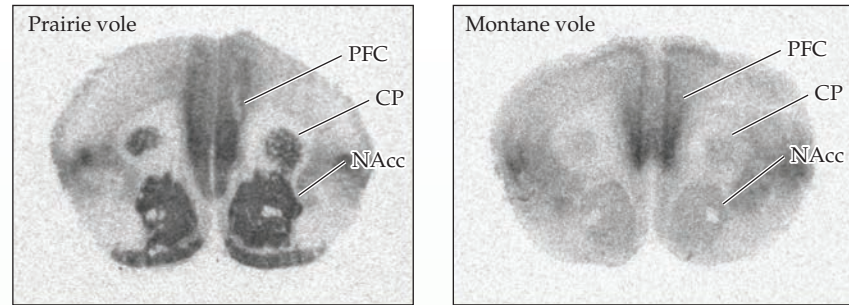 Prairie vole
PFC
CP
NAcc
Montane vole
PFC
CP
NAcc